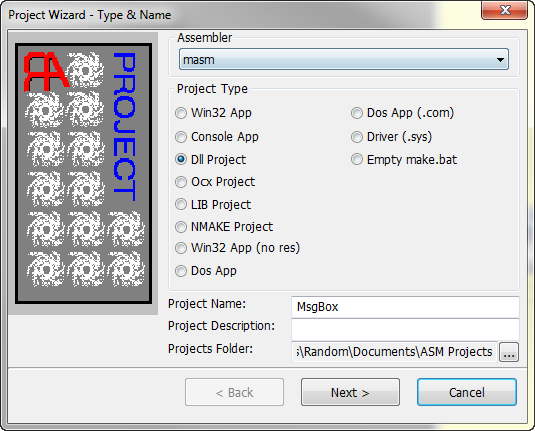 Project Wizard - Type & Name
RA
PROJECT
Assembler
masm
Project Type
Win32 App
Dos App (.com)
Console App
Driver (.sys)
Dll Project
Empty make.bat
Ocx Project
LIB Project
NMAKE Project
Win32 App (no res)
Dos App
Project Name: MsgBox
Project Description:
Projects Folder: s\Random\Documents\ASM Projects ...
< Back Next > Cancel